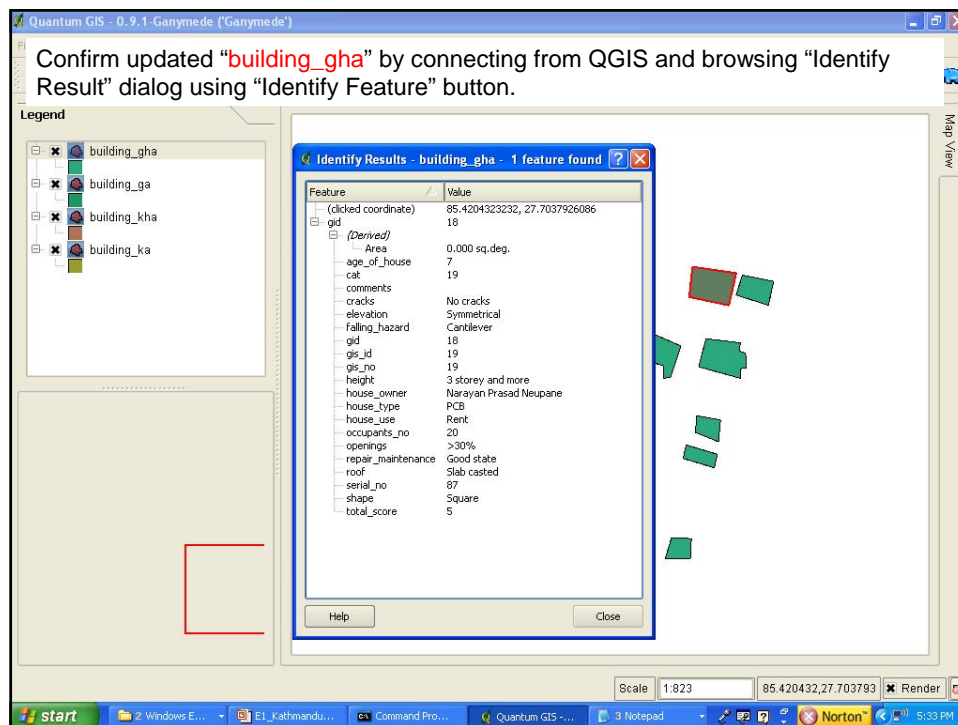 Quantum GIS - 0.9.1-Ganymede ('Ganymede')
Confirm updated “building_gha” by connecting from QGIS and browsing “Identify
Result” dialog using “Identify Feature” button.
Legend
building_gha
building_ga
building_kha
building_ka
Map View
Identify Results - building_gha - 1 feature found
Feature Value
(clicked coordinate) 85.4204323232, 27.7037926086
gid 18
(Derived)
Area 0.000 sq.deg.
age_of_house 7
cat 19
comments
cracks No cracks
elevation Symmetrical
falling_hazard Cantilever
gid 18
gis_id 19
gis_no 19
height 3 storey and more
house_owner Narayan Prasad Neupane
house_type PCB
house_use Rent
occupants_no 20
openings >30%
repair_maintenance Good state
roof Slab casted
serial_no 87
shape Square
total_score 5
Help Close
Scale 1:823 85.420432,27.703793 Render
start 2 Windows E... E1_Kathmandu... Command Pro... Quantum GIS -... 3 Notepad Norton™ 5:33 PM